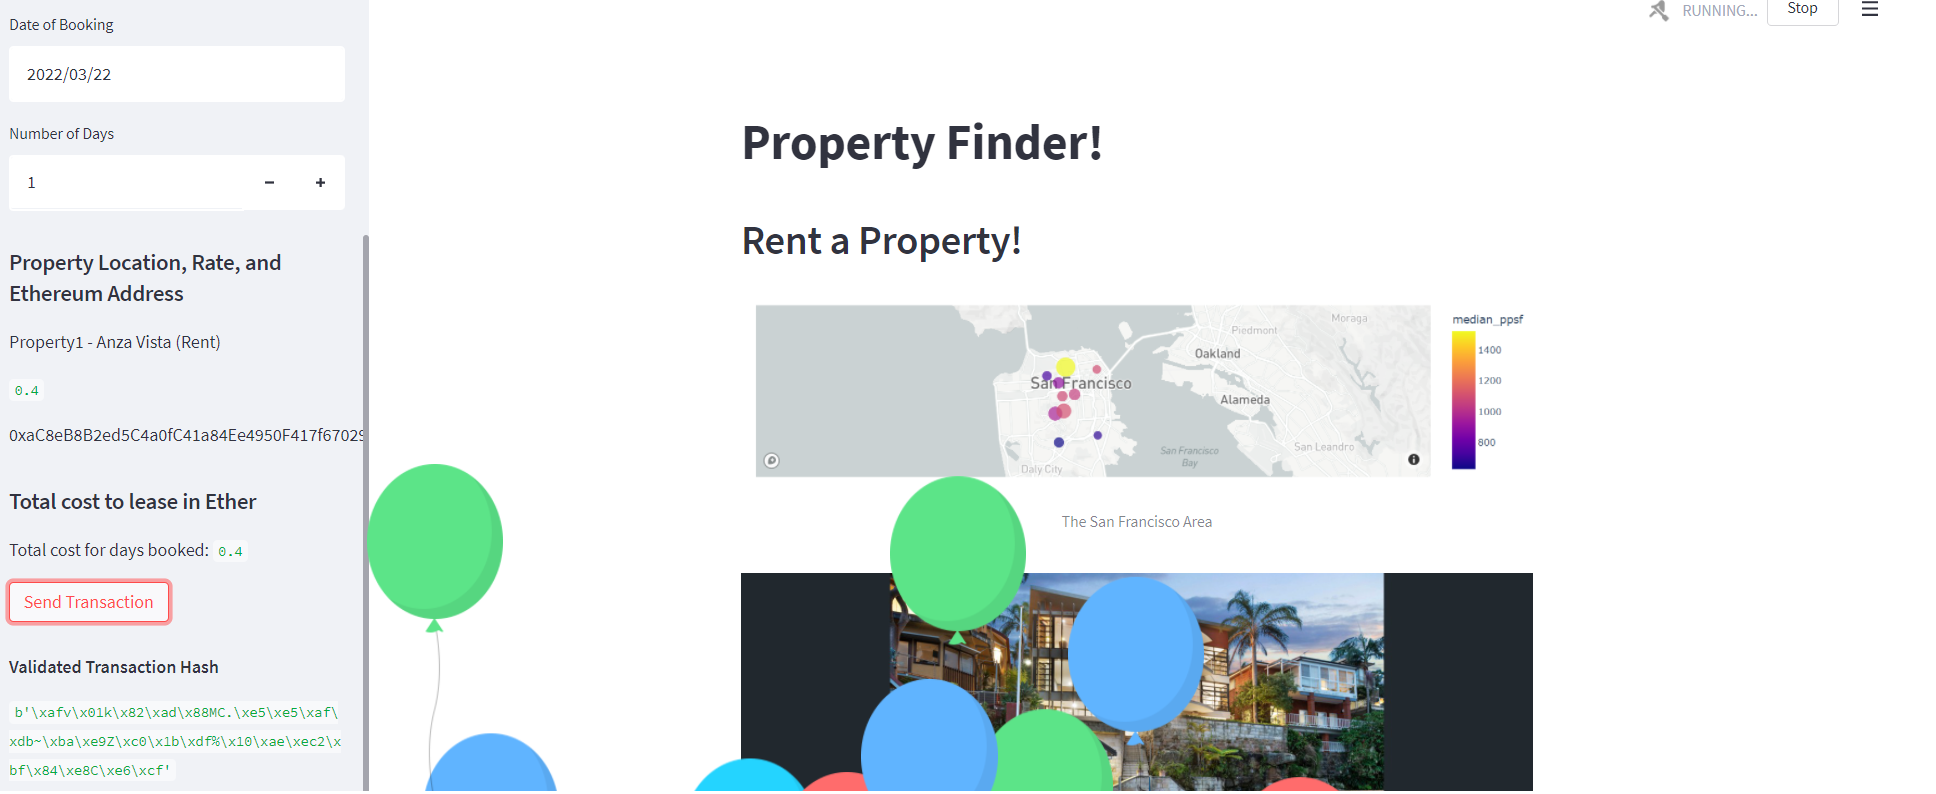 Date of Booking
2022/03/22
Number of Days
1
Property Location, Rate, and
Ethereum Address
Property1 - Anza Vista (Rent)
0.4
0xaC8eB8B2ed5C4a0fC41a84Ee4950F417f67029
Total cost to lease in Ether
Total cost for days booked: 0.4
Send Transaction
Validated Transaction Hash
b'\xafv\x01k\x82\xad\x88MC.\xe5\xe5\xaf\
xdb~\xba\xe9Z\xc0\x1b\xdf%\x10\xae\xec2\x
bf\x84\xe8C\xe6\xcf'
RUNNING...
Stop
Property Finder!
Rent a Property!
Moraga
Piedmont
Oakland
San Francisco
Alameda
San Leandro
San Francisco
Bay
Daly City
median_ppsf
1400
1200
1000
800
The San Francisco Area